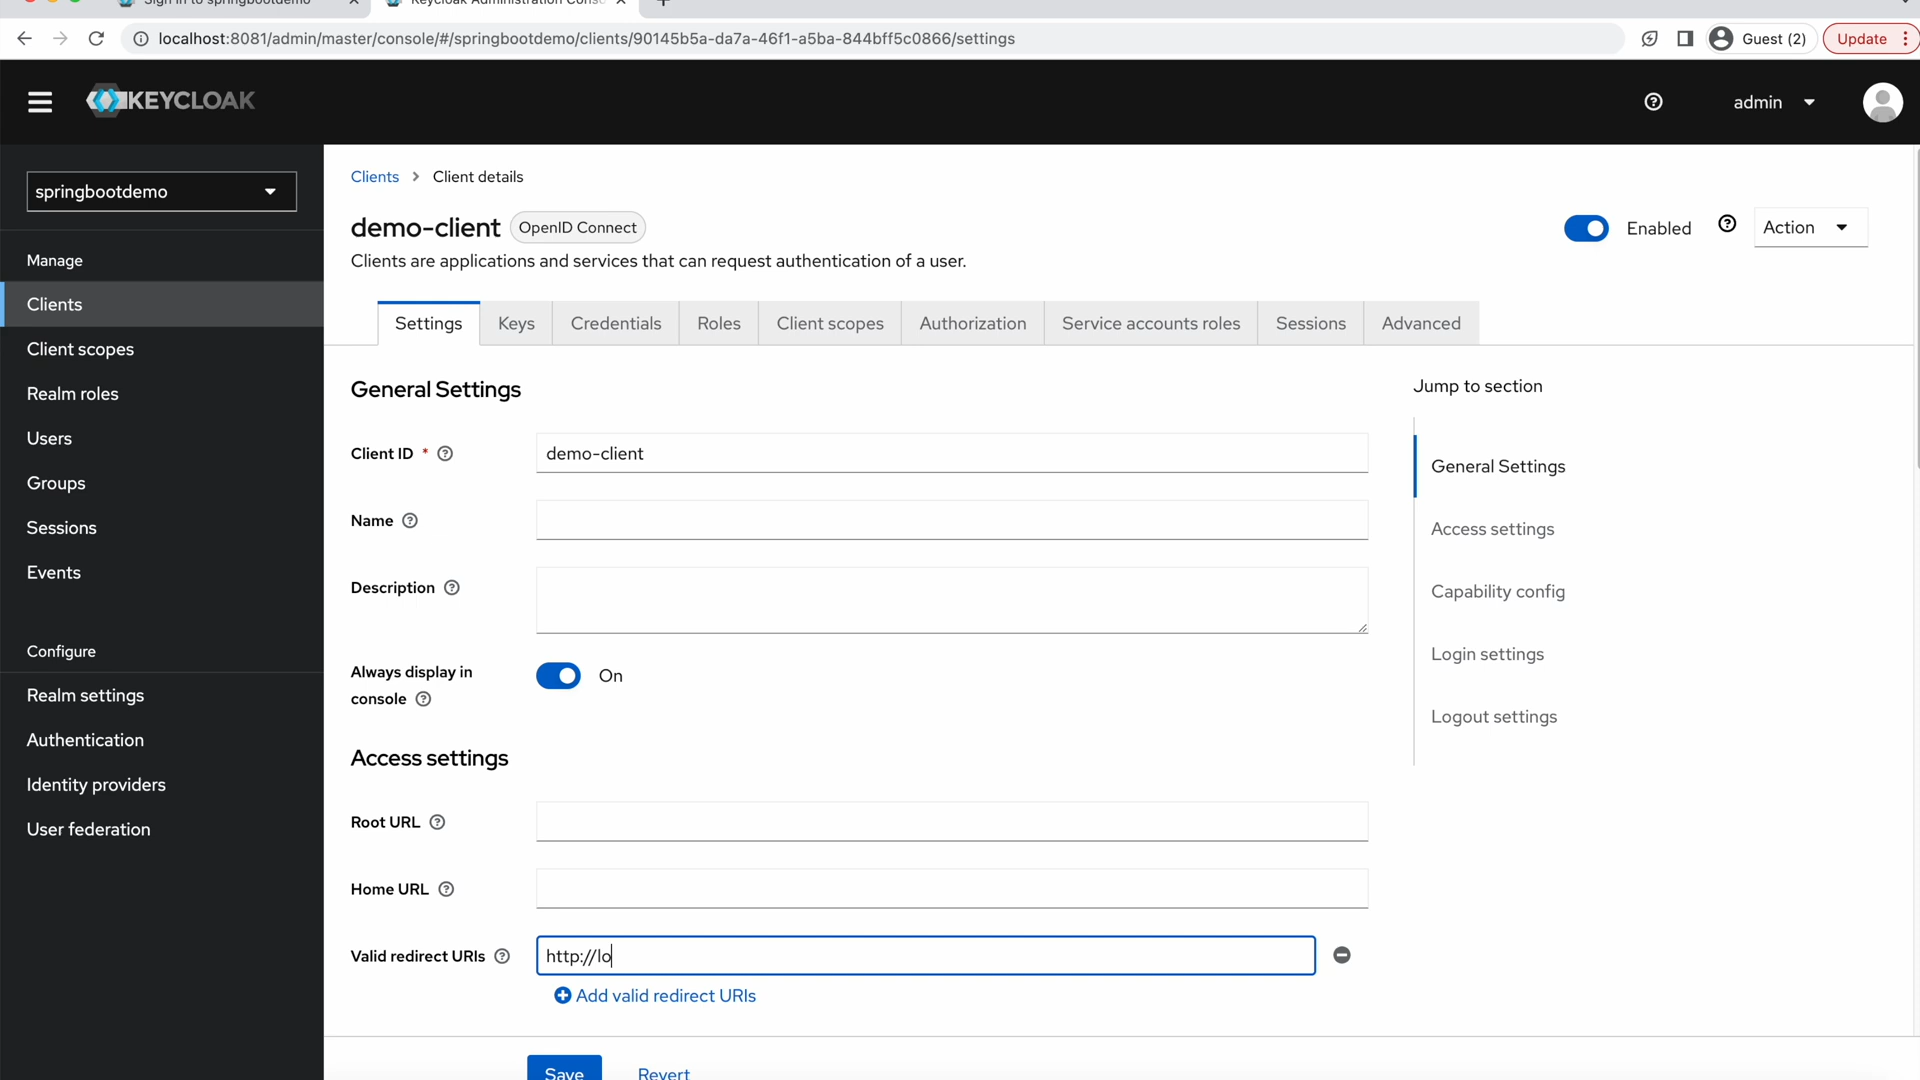 Sign in to springbootdemo
Keycloak Administration Conso
localhost:8081/admin/master/console/#/springbootdemo/clients/90145b5a-da7a-46f1-a5ba-844bff5c0866/settings
Guest (2)
Update
KEYCLOAK
admin
springbootdemo
Manage
Clients
Client scopes
Realm roles
Users
Groups
Sessions
Events
Configure
Realm settings
Authentication
Identity providers
User federation
Clients > Client details
demo-client
OpenID Connect
Enabled
Action
Clients are applications and services that can request authentication of a user.
Settings
Keys
Credentials
Roles
Client scopes
Authorization
Service accounts roles
Sessions
Advanced
General Settings
Client ID *
demo-client
Name
Description
Always display in
console
On
Access settings
Root URL
Home URL
Valid redirect URIs
http://lo
Add valid redirect URIs
Save
Revert
Jump to section
General Settings
Access settings
Capability config
Login settings
Logout settings